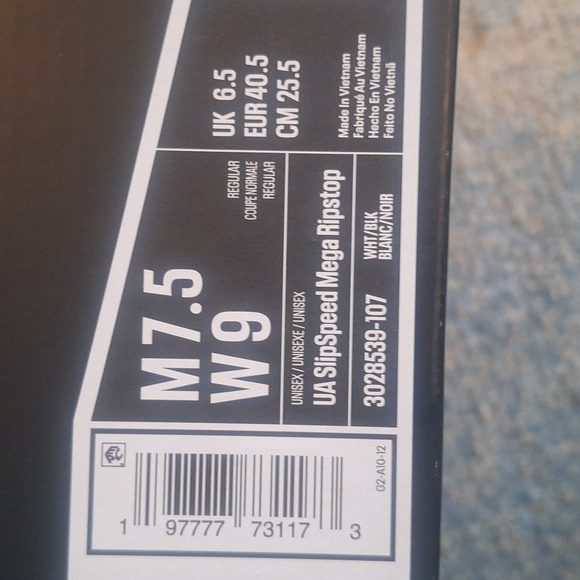 M 7.5
W 9
REGULAR
COUPE NORMALE
REGULAR
UK 6.5
EUR 40.5
CM 25.5
UNISEX / UNISEXE / UNISEX
UA SlipSpeed Mega Ripstop
3028539-107
WHT/BLK
BLANC/NOIR
Made In Vietnam
Fabriqué Au Vietnam
Hecho En Vietnam
Feito No Vietnã
1 97777 73117 3
G2-A10-12